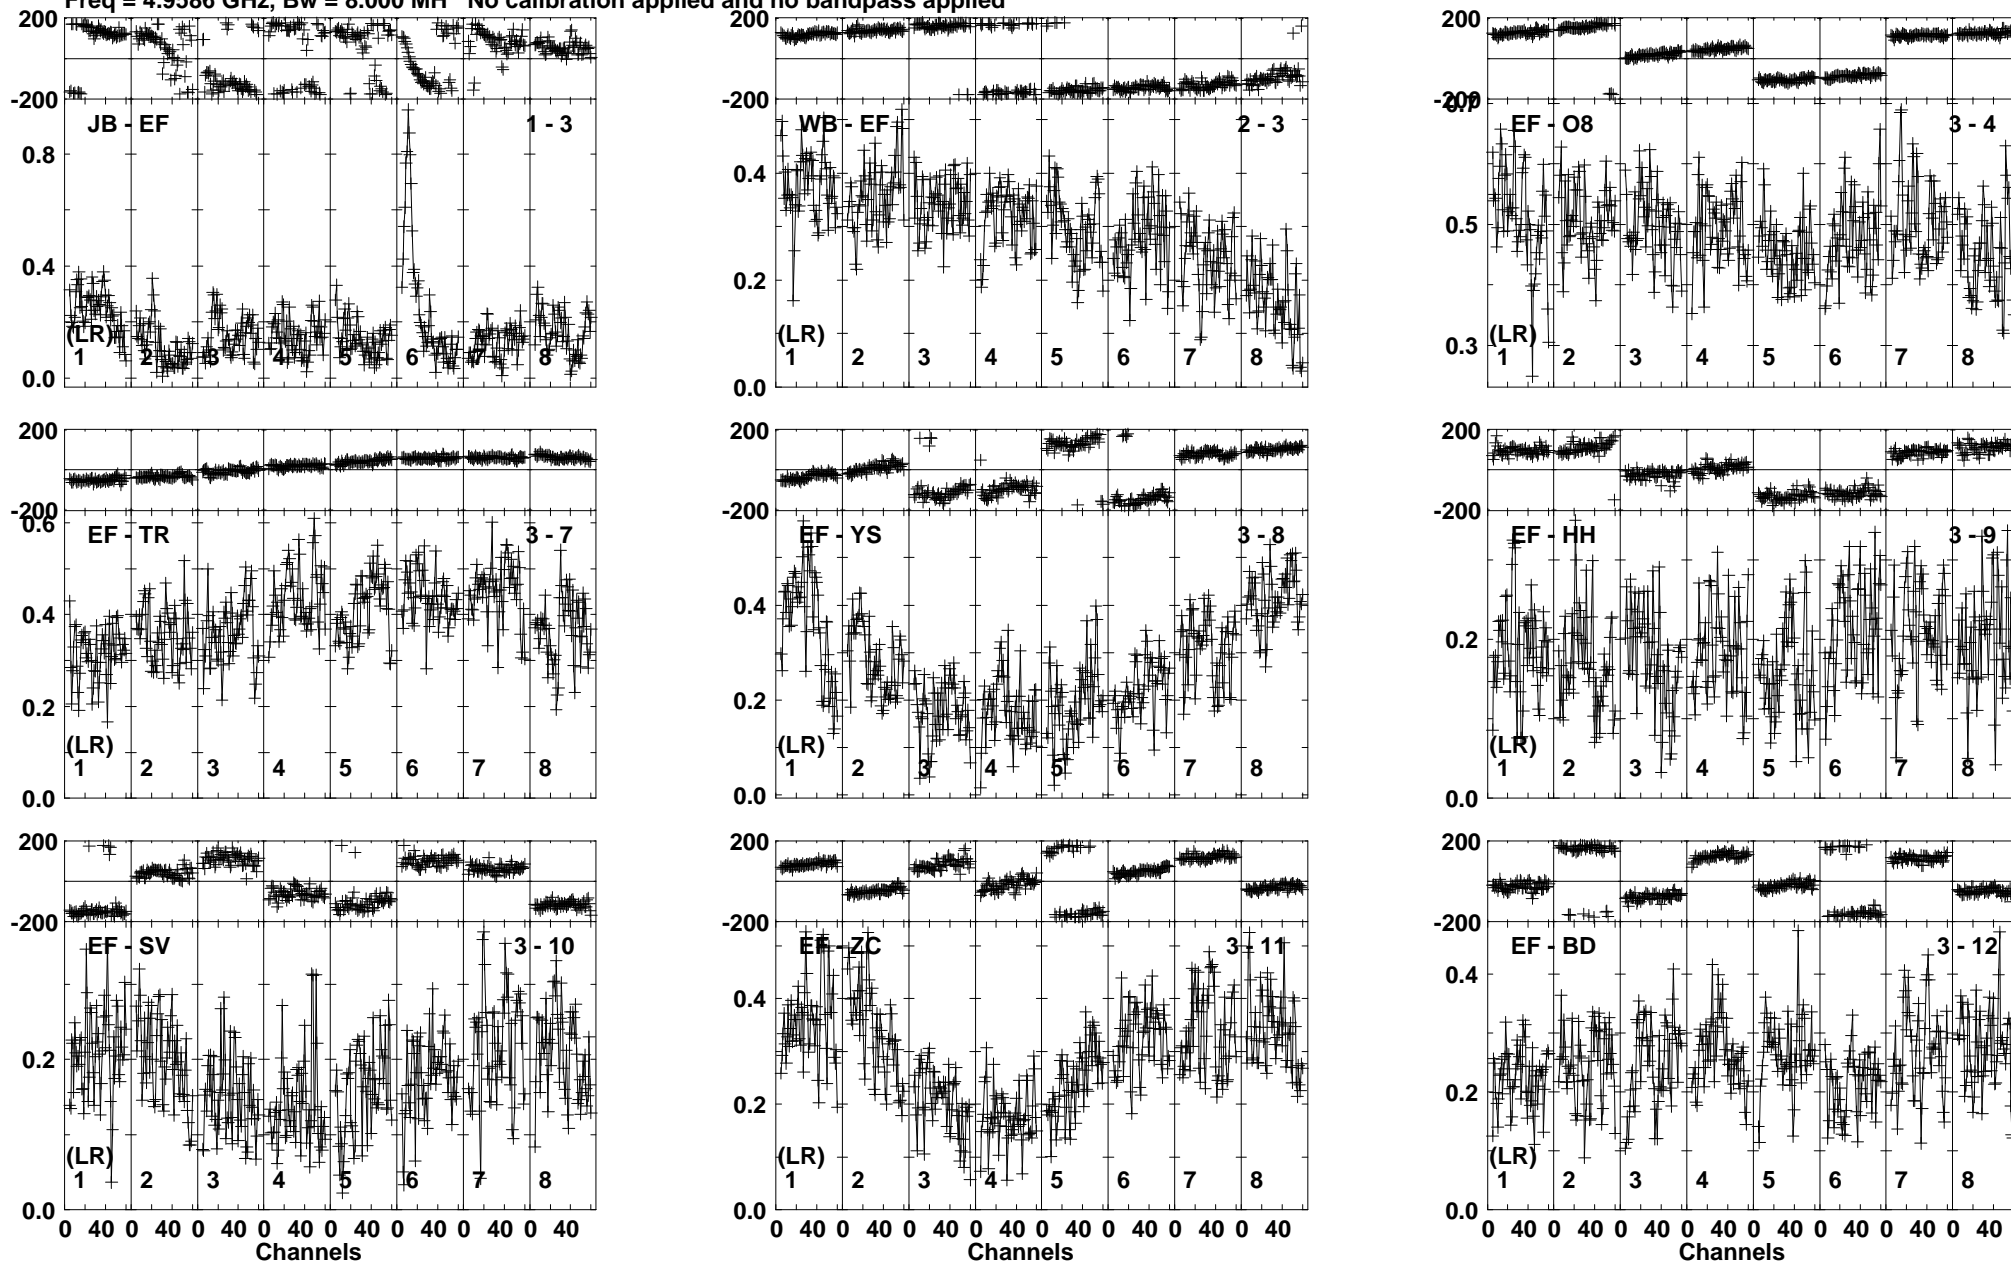 Freq = 4.9586 GHz, Bw = 8.000 MH No calibration applied and no bandpass applied
200
-200
JB - EF 1 - 3
0.8
0.4
0.0
(LR)
1 2 3 4 5 6 7 8
200
-200
WB - EF 2 - 3
0.4
0.2
0.0
(LR)
1 2 3 4 5 6 7 8
200
-200
0.7
EF - O8 3 - 4
0.5
0.3
(LR)
1 2 3 4 5 6 7 8
200
-200
0.6
EF - TR 3 - 7
0.4
0.2
0.0
(LR)
1 2 3 4 5 6 7 8
200
-200
EF - YS 3 - 8
0.4
0.2
0.0
(LR)
1 2 3 4 5 6 7 8
200
-200
EF - HH 3 - 9
0.2
0.0
(LR)
1 2 3 4 5 6 7 8
200
-200
EF - SV 3 - 10
0.2
0.0
(LR)
1 2 3 4 5 6 7 8
0 40 0 40 0 40 0 40 0 40 0 40 0 40 0 40
Channels
200
-200
EF - ZC 3 - 11
0.4
0.2
0.0
(LR)
1 2 3 4 5 6 7 8
0 40 0 40 0 40 0 40 0 40 0 40 0 40 0 40
Channels
200
-200
EF - BD 3 - 12
0.4
0.2
0.0
(LR)
1 2 3 4 5 6 7 8
0 40 0 40 0 40 0 40 0 40 0 40 0 40 0 40
Channels